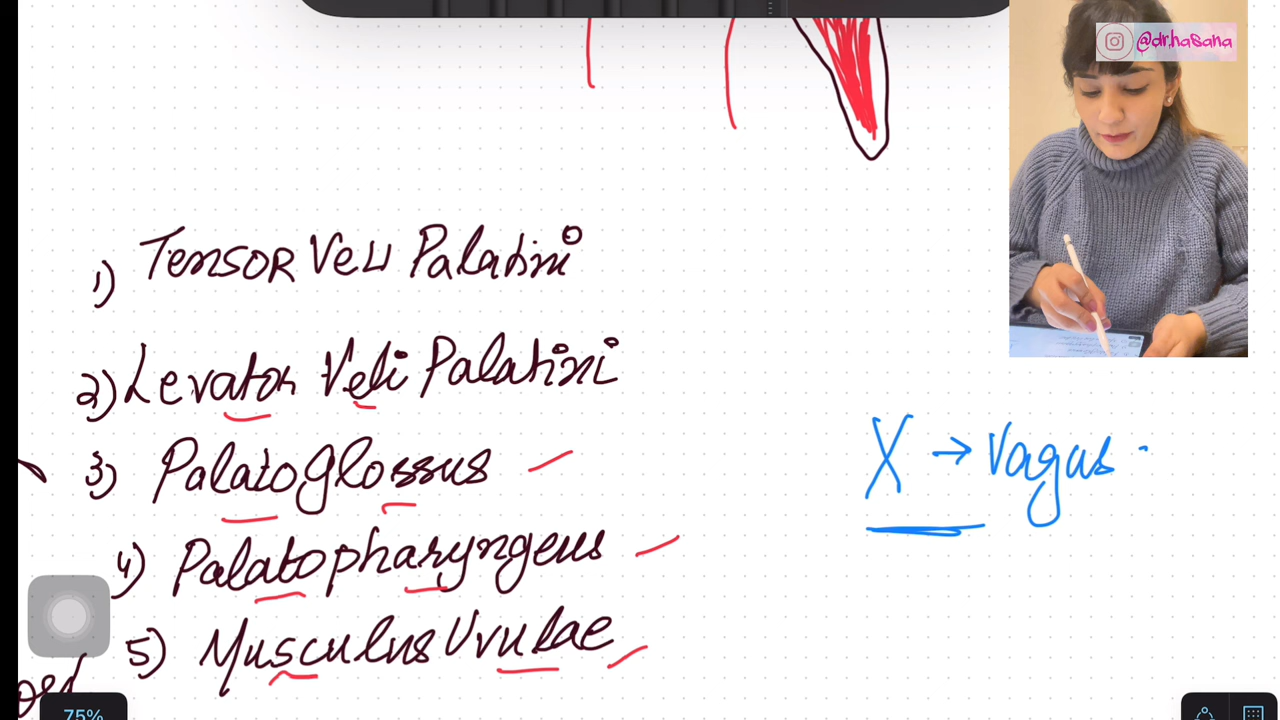 @dr.hasana
1) Tensor Veli Palatini
2) Levator Veli Palatini
3) Palatoglossus
4) Palatopharyngeus
5) Musculus Uvulae
X → Vagus
75%